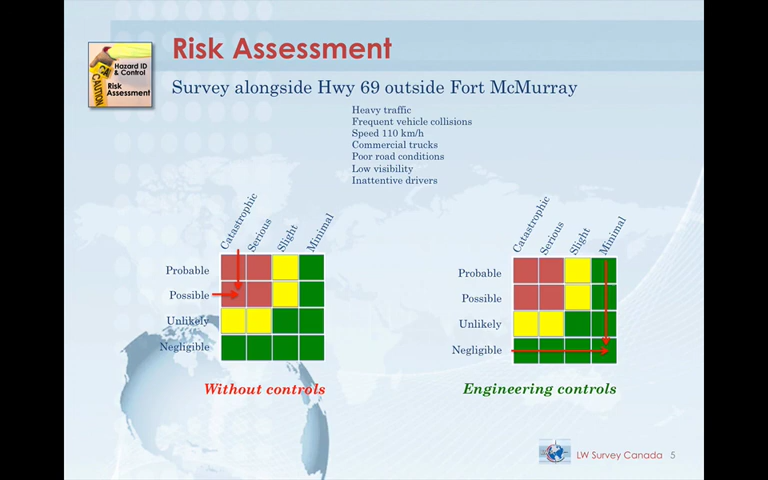 Risk Assessment
Hazard ID
& Control
CAUTION
Risk
Assessment
Survey alongside Hwy 69 outside Fort McMurray
Heavy traffic
Frequent vehicle collisions
Speed 110 km/h
Commercial trucks
Poor road conditions
Low visibility
Inattentive drivers
Catastrophic
Serious
Slight
Minimal
Probable
Possible
Unlikely
Negligible
Without controls
Catastrophic
Serious
Slight
Minimal
Probable
Possible
Unlikely
Negligible
Engineering controls
LW Survey Canada 5